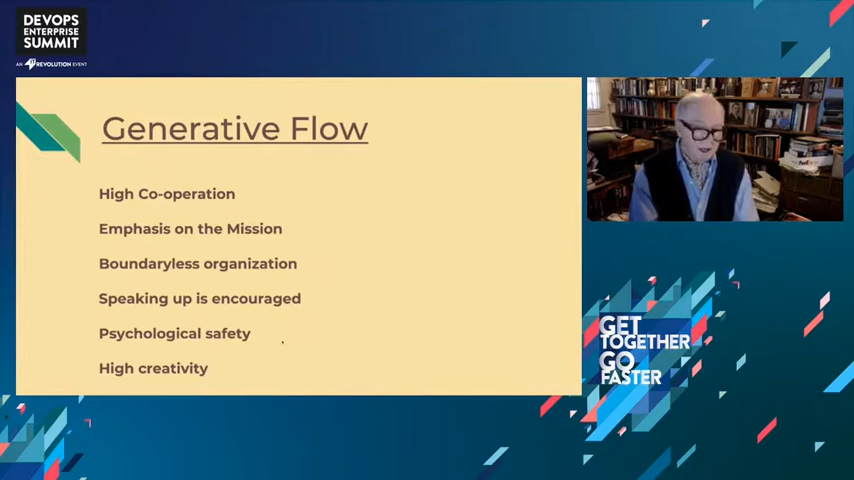 DEVOPS
ENTERPRISE
SUMMIT
AN IT REVOLUTION EVENT
Generative Flow
High Co-operation
Emphasis on the Mission
Boundaryless organization
Speaking up is encouraged
Psychological safety
High creativity
FedEx
GET
TOGETHER
GO
FASTER